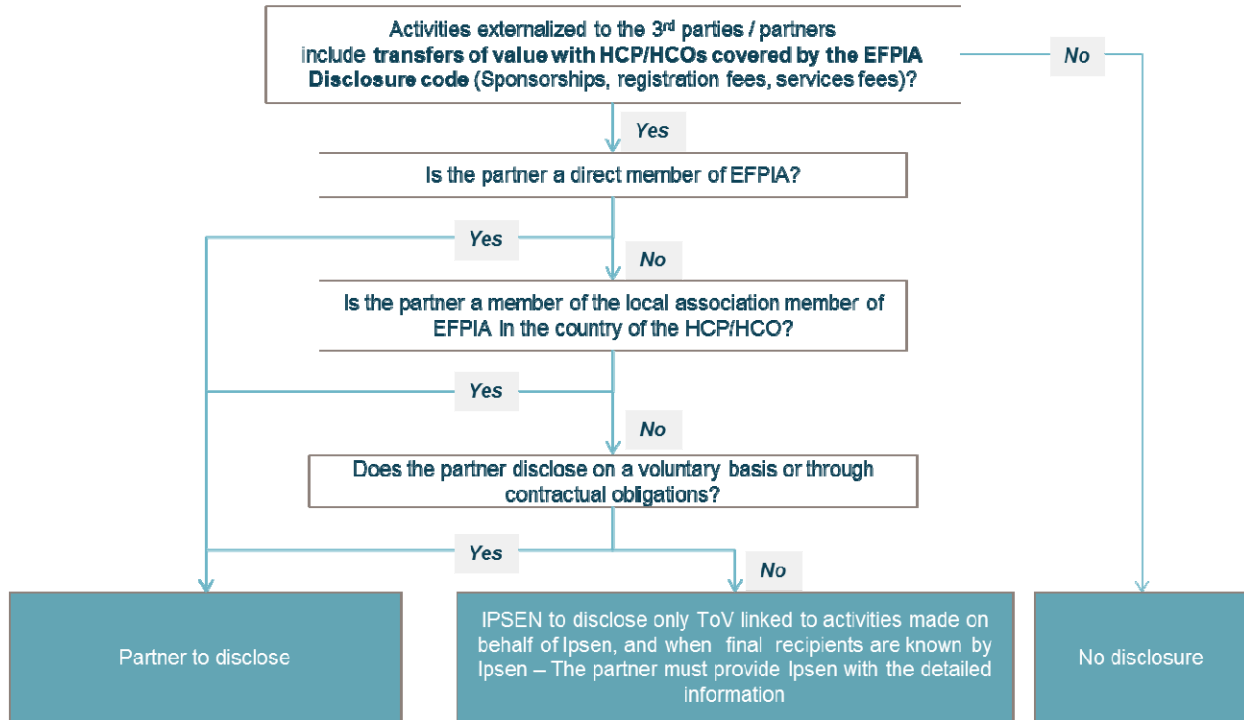 Activities externalized to the 3rd parties / partners
include transfers of value with HCP/HCOs covered by the EFPIA
Disclosure code (Sponsorships, registration fees, services fees)?
No
Yes
Is the partner a direct member of EFPIA?
Yes
No
Is the partner a member of the local association member of
EFPIA in the country of the HCP/HCO?
Yes
No
Does the partner disclose on a voluntary basis or through
contractual obligations?
Yes
No
Partner to disclose
IPSEN to disclose only ToV linked to activities made on
behalf of Ipsen, and when final recipients are known by
Ipsen – The partner must provide Ipsen with the detailed
information
No disclosure